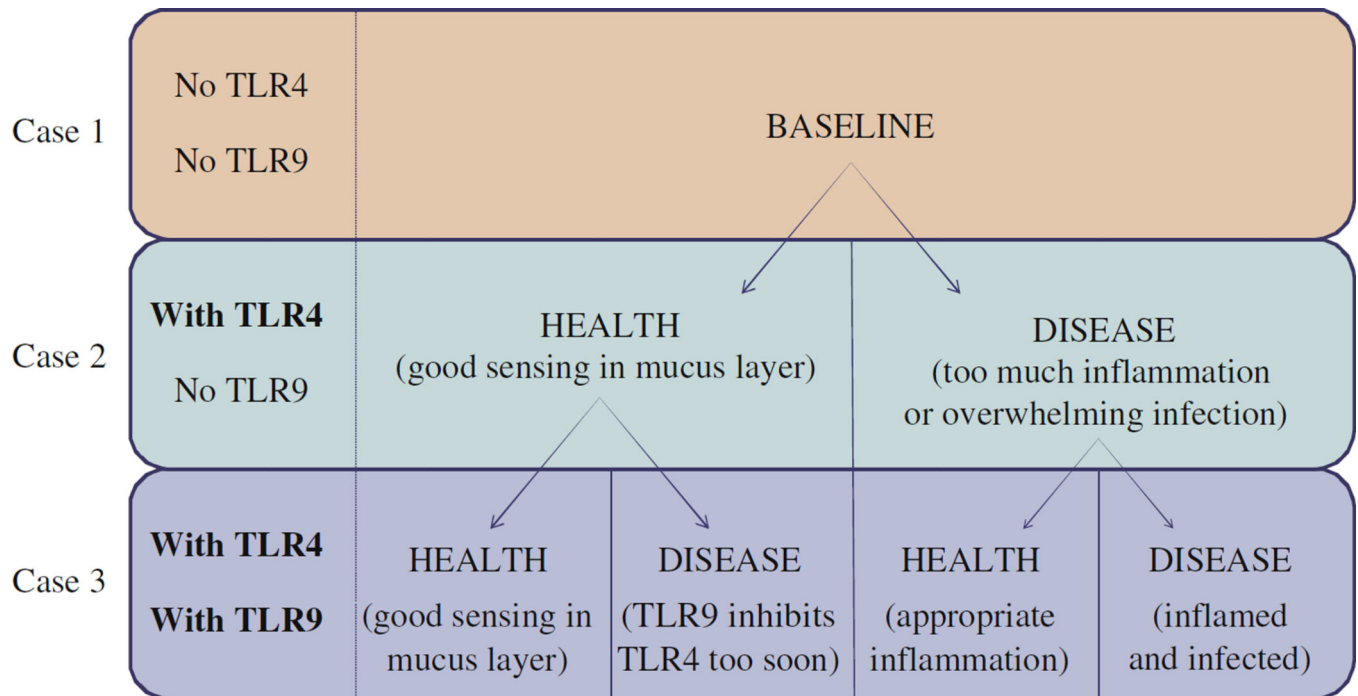 Case 1
No TLR4
No TLR9
BASELINE
Case 2
With TLR4
No TLR9
HEALTH
(good sensing in mucus layer)
DISEASE
(too much inflammation
or overwhelming infection)
Case 3
With TLR4
With TLR9
HEALTH
(good sensing in
mucus layer)
DISEASE
(TLR9 inhibits
TLR4 too soon)
HEALTH
(appropriate
inflammation)
DISEASE
(inflamed
and infected)